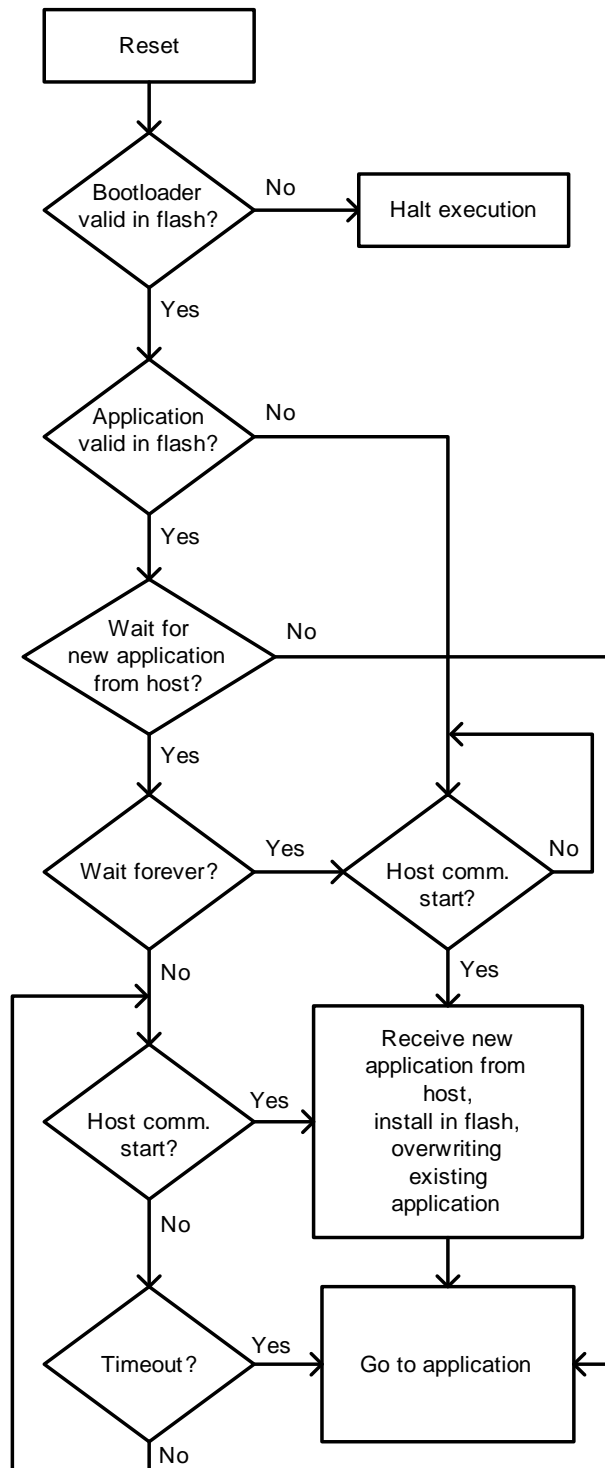 Reset
Bootloader
valid in flash?
No
Halt execution
Yes
Application
valid in flash?
No
Yes
Wait for
new application
from host?
No
Yes
Wait forever?
Yes
Host comm.
start?
No
No
Yes
Receive new
application from
host,
install in flash,
overwriting
existing
application
Host comm.
start?
Yes
No
Timeout?
Yes
Go to application
No